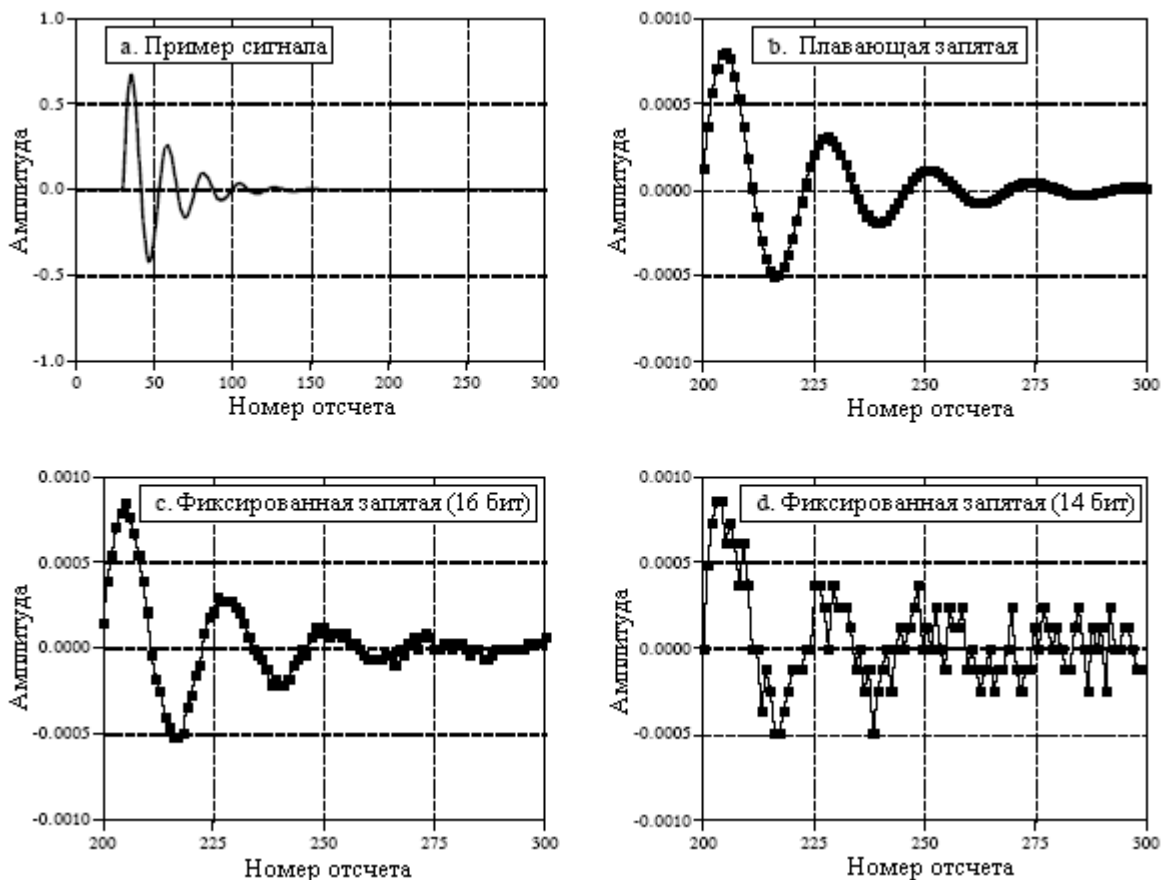 a. Пример сигнала
1.0
0.5
0.0
-0.5
-1.0
Амплитуда
0 50 100 150 200 250 300
Номер отсчета
b. Плавающая запятая
0.0010
0.0005
0.0000
-0.0005
-0.0010
Амплитуда
200 225 250 275 300
Номер отсчета
c. Фиксированная запятая (16 бит)
0.0010
0.0005
0.0000
-0.0005
-0.0010
Амплитуда
200 225 250 275 300
Номер отсчета
d. Фиксированная запятая (14 бит)
0.0010
0.0005
0.0000
-0.0005
-0.0010
Амплитуда
200 225 250 275 300
Номер отсчета